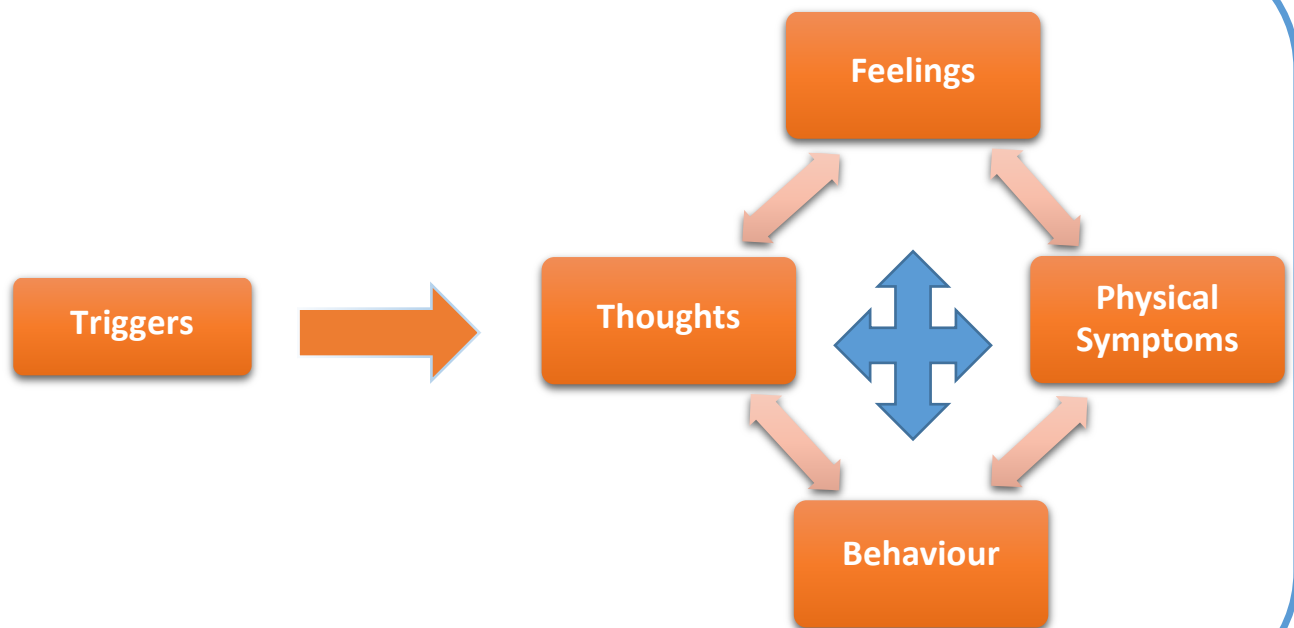 Feelings
Triggers
Thoughts
Physical
Symptoms
Behaviour